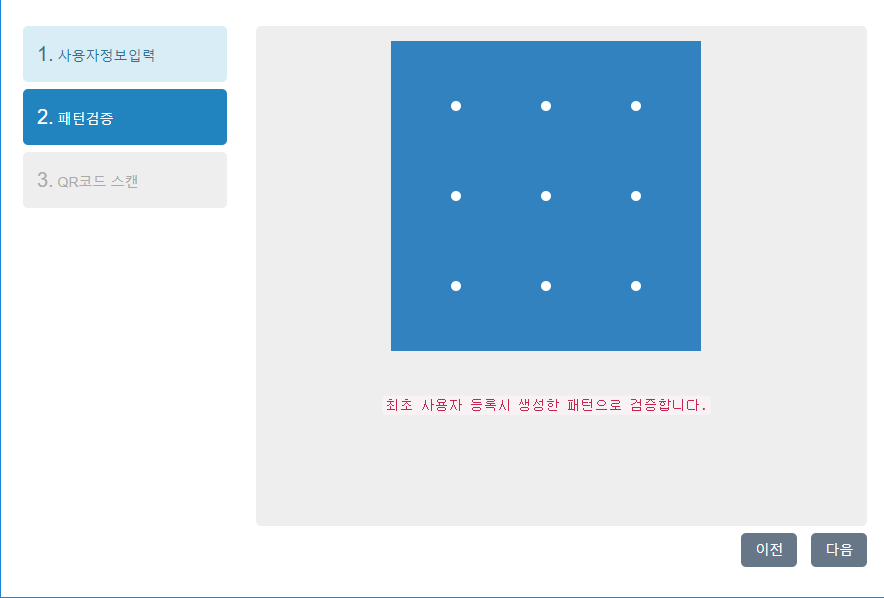 1. 사용자정보입력
2. 패턴검증
3. QR코드 스캔
최초 사용자 등록시 생성한 패턴으로 검증합니다.
이전
다음